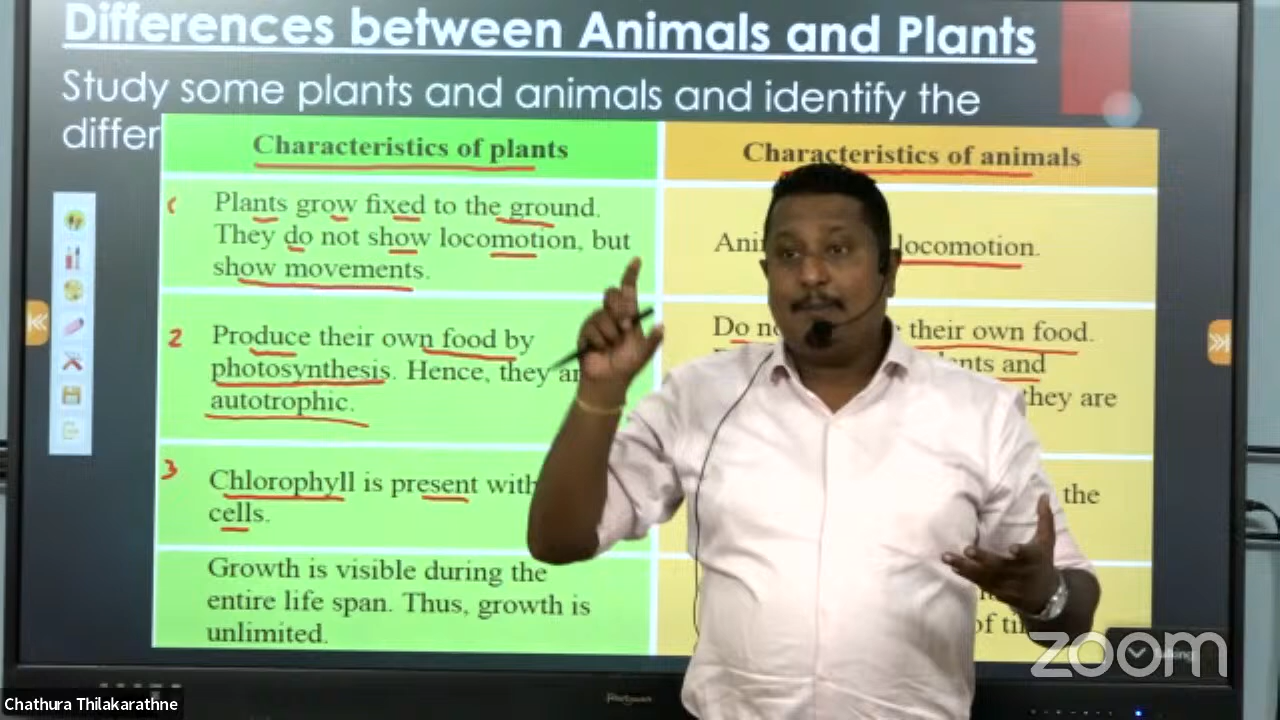 Differences between Animals and Plants
Study some plants and animals and identify the
differ
Characteristics of plants
Characteristics of animals
1
Plants grow fixed to the ground.
They do not show locomotion, but
show movements.
Ani locomotion.
2
Produce their own food by
photosynthesis. Hence, they ar
autotrophic.
Do no their own food.
and
they are
3
Chlorophyll is present with
cells.
the
Growth is visible during the
entire life span. Thus, growth is
unlimited.
of
zoom
Talking
Chathura Thilakarathne